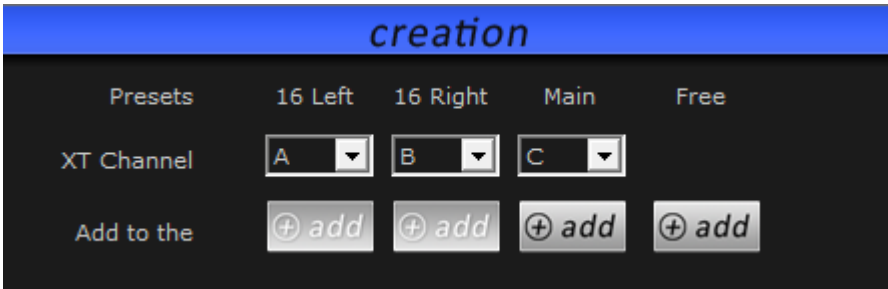 creation
Presets 16 Left 16 Right Main Free
XT Channel A B C
Add to the add add add add